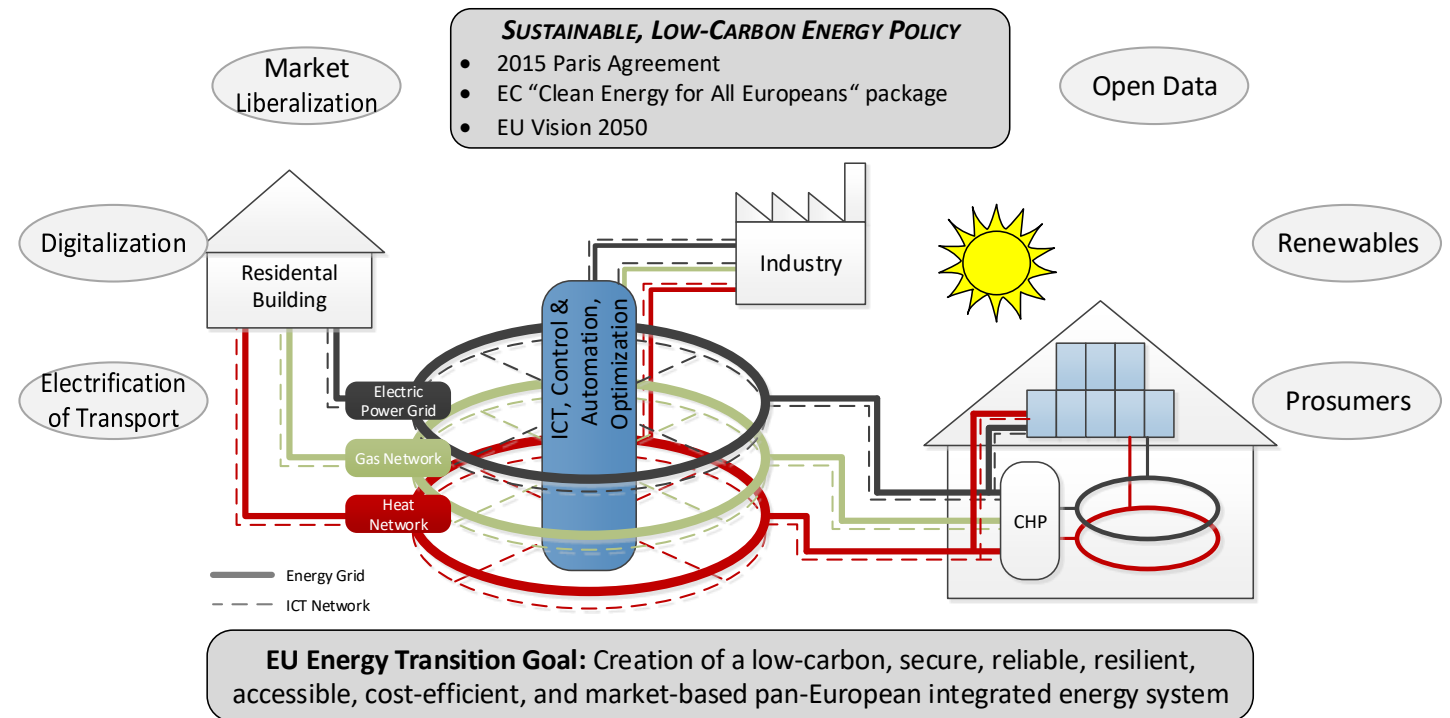 SUSTAINABLE, LOW-CARBON ENERGY POLICY
• 2015 Paris Agreement
• EC “Clean Energy for All Europeans“ package
• EU Vision 2050
Market
Liberalization
Open Data
Digitalization
Renewables
Electrification
of Transport
Prosumers
Residental
Building
Industry
ICT, Control &
Automation,
Optimization
Electric
Power Grid
Gas Network
Heat
Network
CHP
Energy Grid
ICT Network
EU Energy Transition Goal: Creation of a low-carbon, secure, reliable, resilient,
accessible, cost-efficient, and market-based pan-European integrated energy system